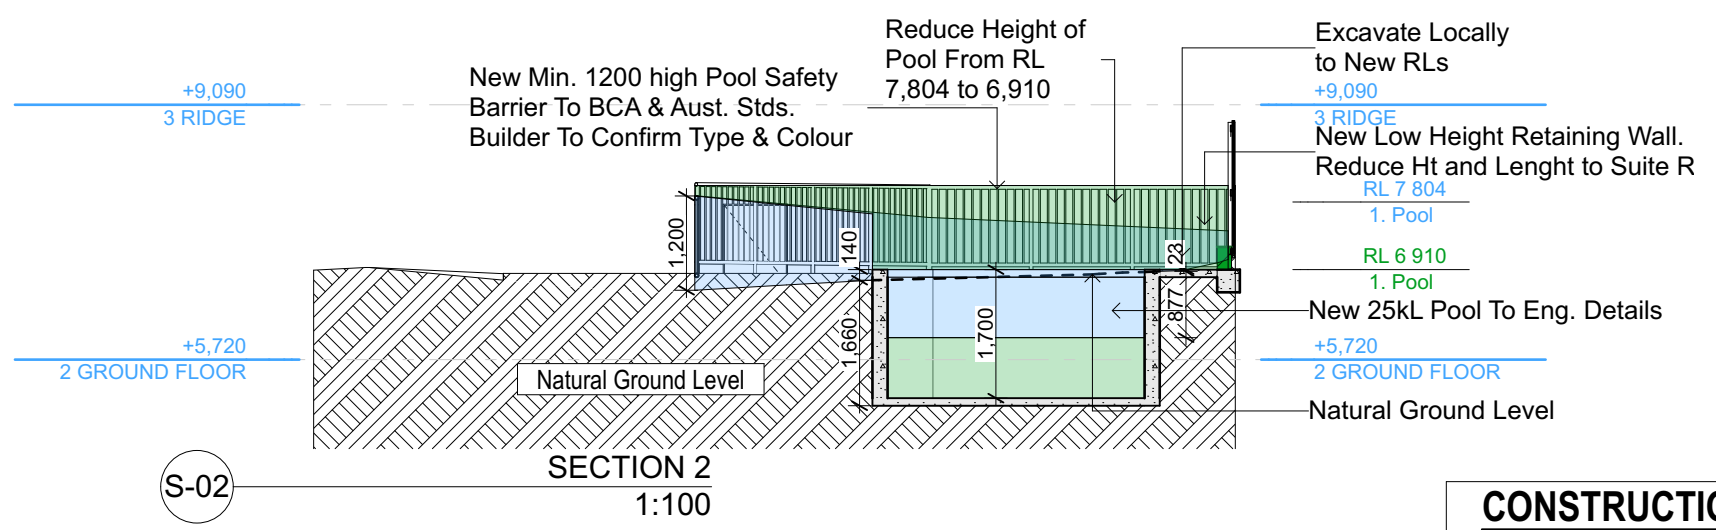 Reduce Height of
Pool From RL
7,804 to 6,910
Excavate Locally
to New RLs
New Min. 1200 high Pool Safety
Barrier To BCA & Aust. Stds.
Builder To Confirm Type & Colour
+9,090
3 RIDGE
+9,090
3 RIDGE
New Low Height Retaining Wall.
Reduce Ht and Lenght to Suite R
RL 7 804
1. Pool
RL 6 910
1. Pool
1,200
140
23
877
1,700
1,660
New 25kL Pool To Eng. Details
+5,720
2 GROUND FLOOR
+5,720
2 GROUND FLOOR
Natural Ground Level
Natural Ground Level
S-02
SECTION 2
1:100